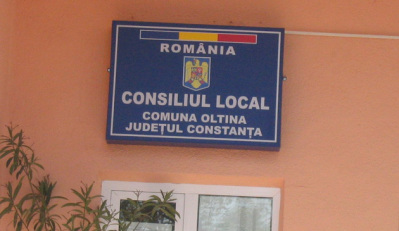 ROMÂNIA
CONSILIUL LOCAL
COMUNA OLTINA
JUDEȚUL CONSTANȚA